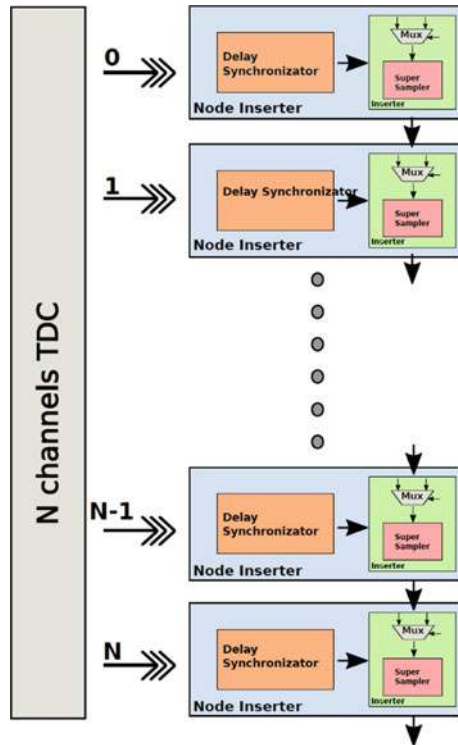 N channels TDC
0
Delay
Synchronizator
Mux
Super
Sampler
Inserter
Node Inserter
1
Delay Synchronizator
Mux
Super
Sampler
Inserter
Node Inserter
N-1
Delay
Synchronizator
Mux
Super
Sampler
Inserter
Node Inserter
N
Delay
Synchronizator
Mux
Super
Sampler
Inserter
Node Inserter